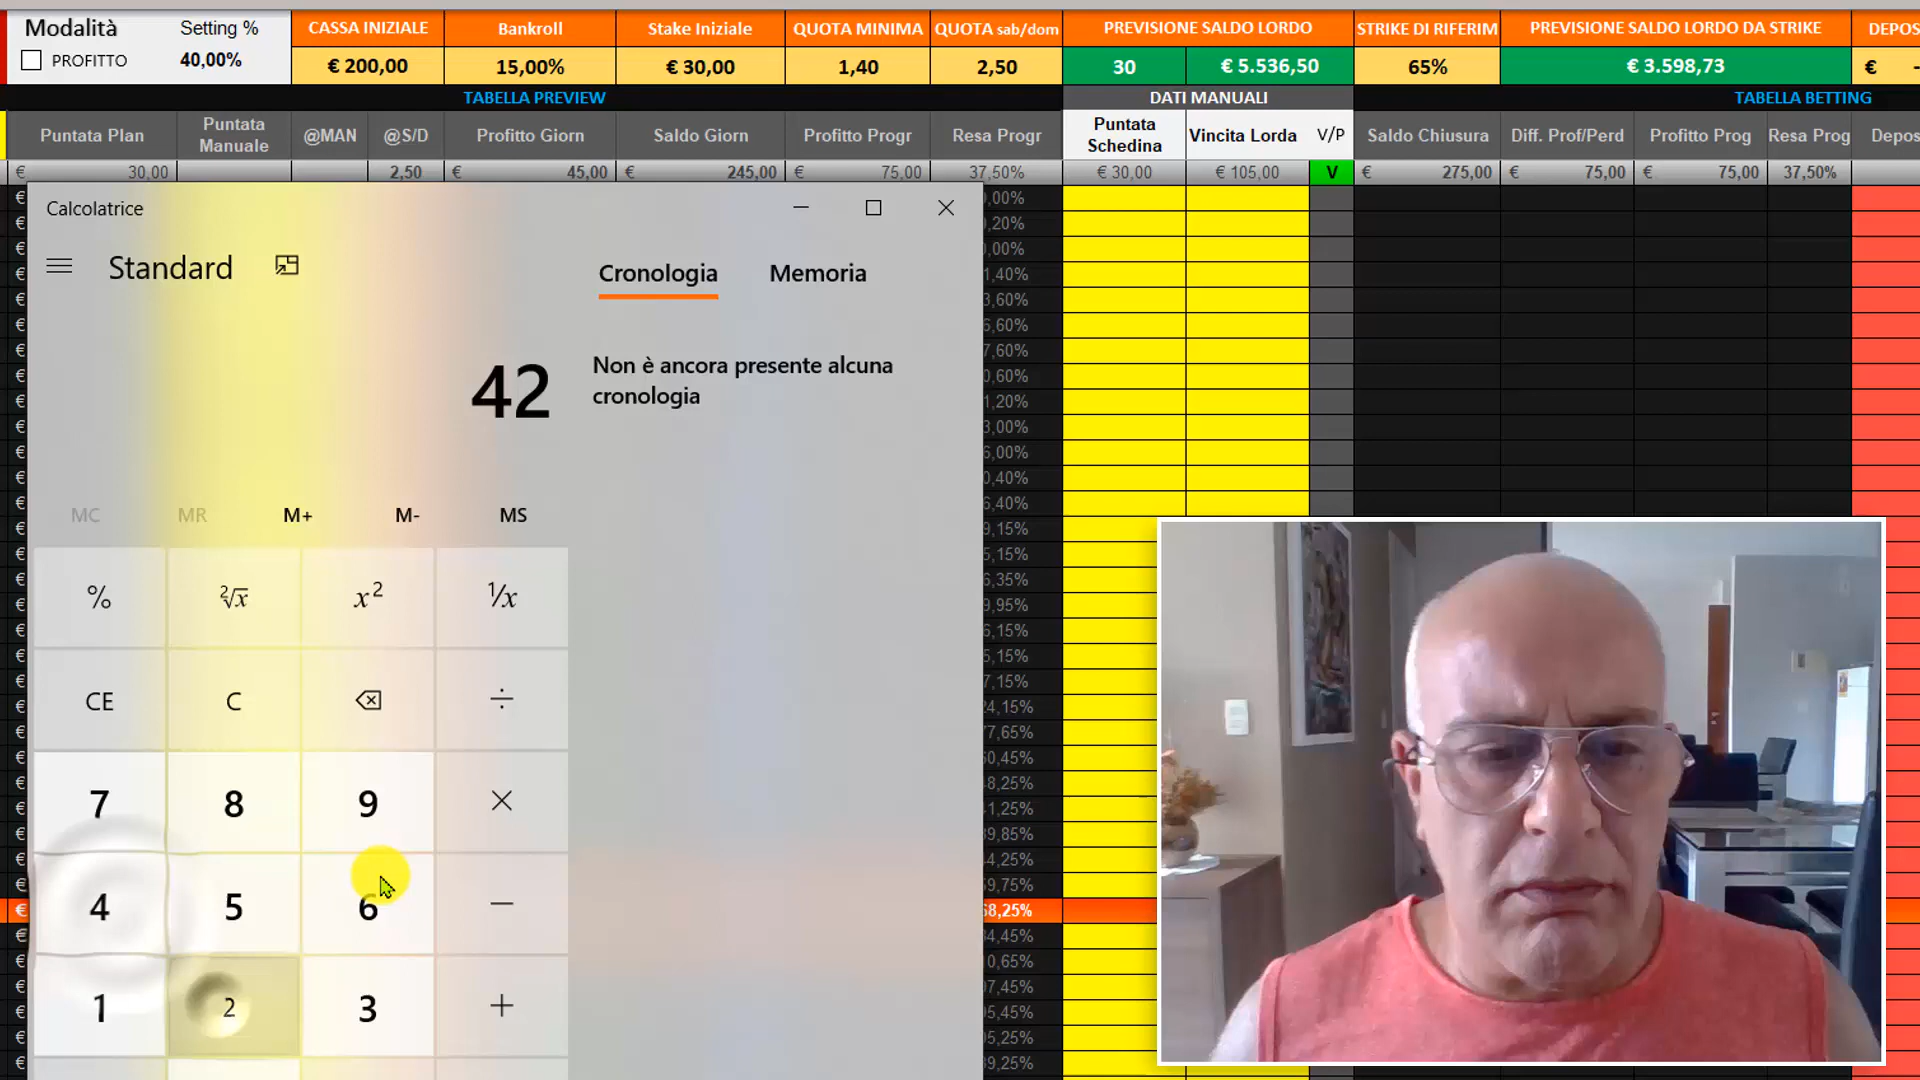 Modalità
Setting %
CASSA INIZIALE
Bankroll
Stake Iniziale
QUOTA MINIMA
QUOTA sab/dom
PREVISIONE SALDO LORDO
STRIKE DI RIFERIM
PREVISIONE SALDO LORDO DA STRIKE
DEPOS
PROFITTO
40,00%
€ 200,00
15,00%
€ 30,00
1,40
2,50
30
€ 5.536,50
65%
€ 3.598,73
€ -
TABELLA PREVIEW
DATI MANUALI
TABELLA BETTING
Puntata Plan
Puntata
Manuale
@MAN
@S/D
Profitto Giorn
Saldo Giorn
Profitto Progr
Resa Progr
Puntata
Schedina
Vincita Lorda
V/P
Saldo Chiusura
Diff. Prof/Perd
Profitto Prog
Resa Prog
Depos
€ 30,00
2,50
€ 45,00
€ 245,00
€ 75,00
37,50%
€ 30,00
€ 105,00
V
€ 275,00
€ 75,00
€ 75,00
37,50%
Calcolatrice
Standard
Cronologia
Memoria
42
Non è ancora presente alcuna
cronologia
MC
MR
M+
M-
MS
%
²√x
x²
¹/x
CE
C
÷
7
8
9
×
4
5
6
−
1
2
3
+